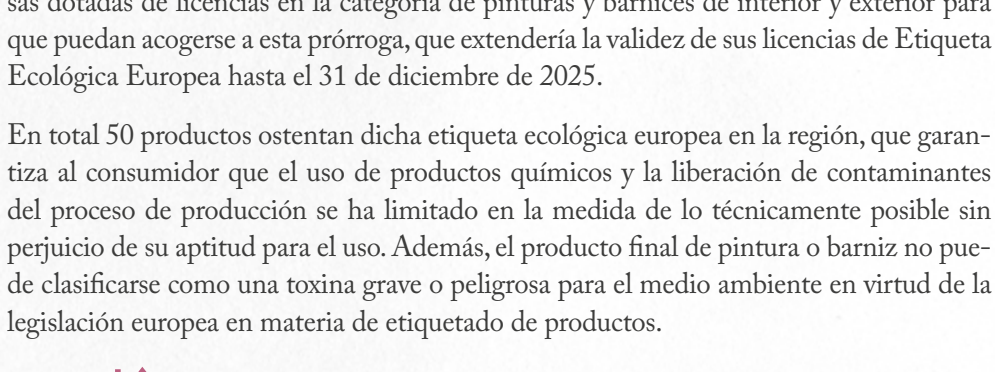 sas dotadas de licencias en la categoría de pinturas y barnices de interior y exterior para
que puedan acogerse a esta prórroga, que extendería la validez de sus licencias de Etiqueta
Ecológica Europea hasta el 31 de diciembre de 2025.
En total 50 productos ostentan dicha etiqueta ecológica europea en la región, que garan-
tiza al consumidor que el uso de productos químicos y la liberación de contaminantes
del proceso de producción se ha limitado en la medida de lo técnicamente posible sin
perjuicio de su aptitud para el uso. Además, el producto final de pintura o barniz no pue-
de clasificarse como una toxina grave o peligrosa para el medio ambiente en virtud de la
legislación europea en materia de etiquetado de productos.